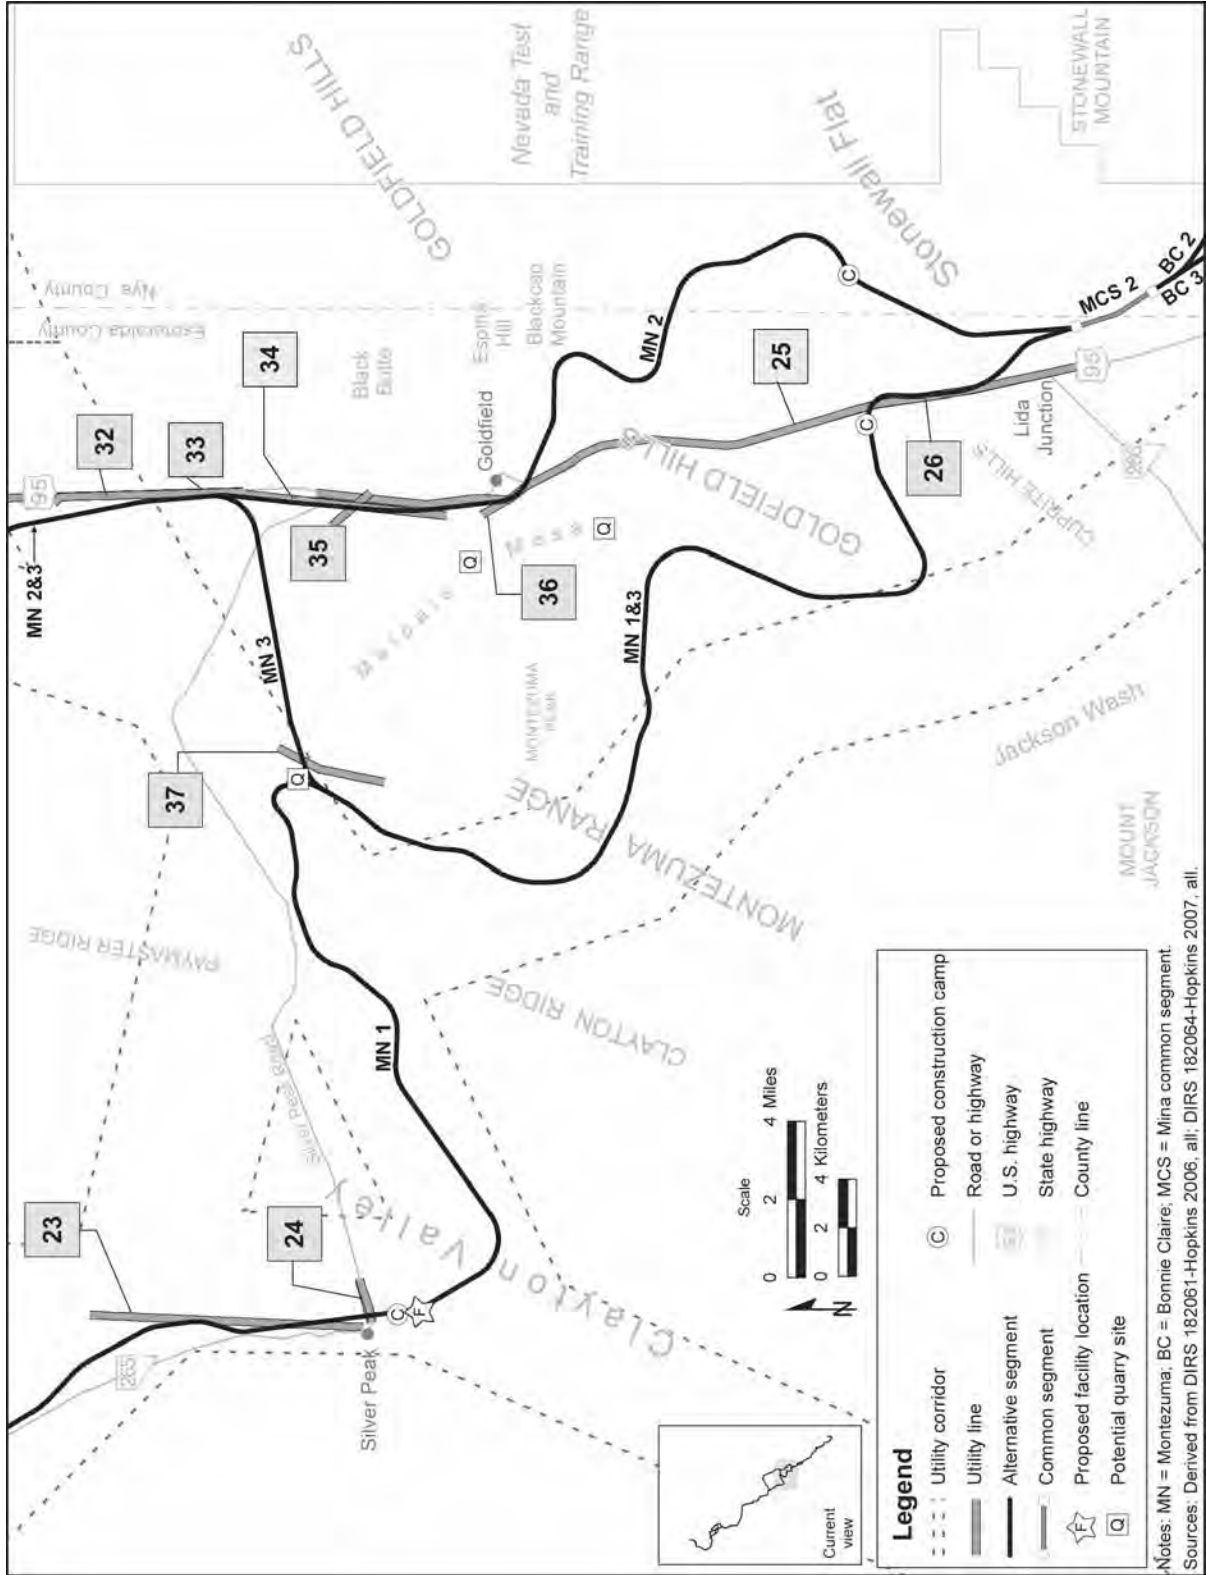 23
265
Silver Peak
24
Silver Peak Road
Clayton Valley
C
F
PAYMASTER RIDGE
MN 1
CLAYTON RIDGE
37
Q
MONTEZUMA RANGE
MONTEZUMA
PEAK
MN 2&3
95
32
33
34
35
36
MN 3
Malpais Mesa
Q
Q
MN 1&3
MOUNT
JACKSON
Jackson Wash
Esmeralda County
Nye County
Black
Butte
Goldfield
Espina
Hill
Blackcap
Mountain
GOLDFIELD HILLS
GOLDFIELD HILLS
MN 2
25
C
C
26
CUPRITE HILLS
Lida
Junction
266
95
MCS 2
BC 2
BC 3
Nevada Test
and
Training Range
Stonewall Flat
STONEWALL
MOUNTAIN
Current
view
N
Scale
0 2 4 Miles
0 2 4 Kilometers
Legend
Utility corridor
Utility line
Alternative segment
Common segment
F Proposed facility location
Q Potential quarry site
C Proposed construction camp
Road or highway
U.S. highway
State highway
County line
Notes: MN = Montezuma; BC = Bonnie Claire; MCS = Mina common segment.
Sources: Derived from DIRS 182061-Hopkins 2006, all; DIRS 182064-Hopkins 2007, all.